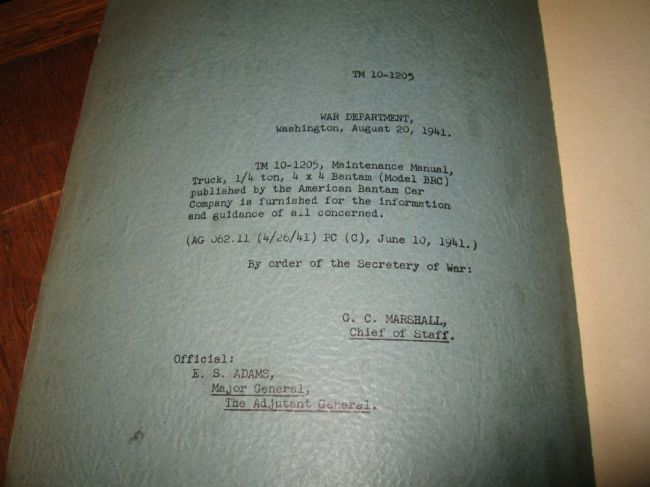 TM 10-1205
WAR DEPARTMENT,
Washington, August 20, 1941.
TM 10-1205, Maintenance Manual,
Truck, 1/4 ton, 4 x 4 Bantam (Model BRC)
published by the American Bantam Car
Company is furnished for the information
and guidance of all concerned.
(AG 062.11 (4/26/41) PC (C), June 10, 1941.)
By order of the Secretary of War:
G. C. MARSHALL,
Chief of Staff.
Official:
E. S. ADAMS,
Major General,
The Adjutant General.